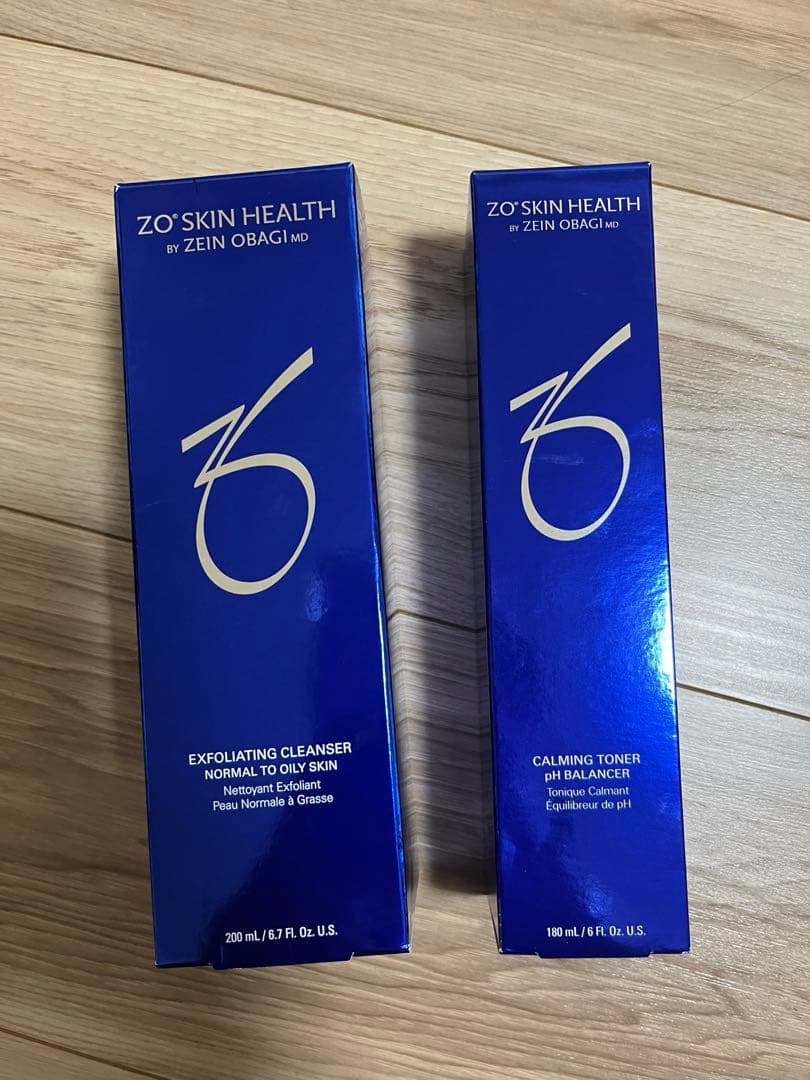 ZO® SKIN HEALTH
BY ZEIN OBAGI MD
EXFOLIATING CLEANSER
NORMAL TO OILY SKIN
Nettoyant Exfoliant
Peau Normale à Grasse
200 mL / 6.7 Fl. Oz. U.S.
ZO® SKIN HEALTH
BY ZEIN OBAGI MD
CALMING TONER
pH BALANCER
Tonique Calmant
Équilibreur de pH
180 mL / 6 Fl. Oz. U.S.